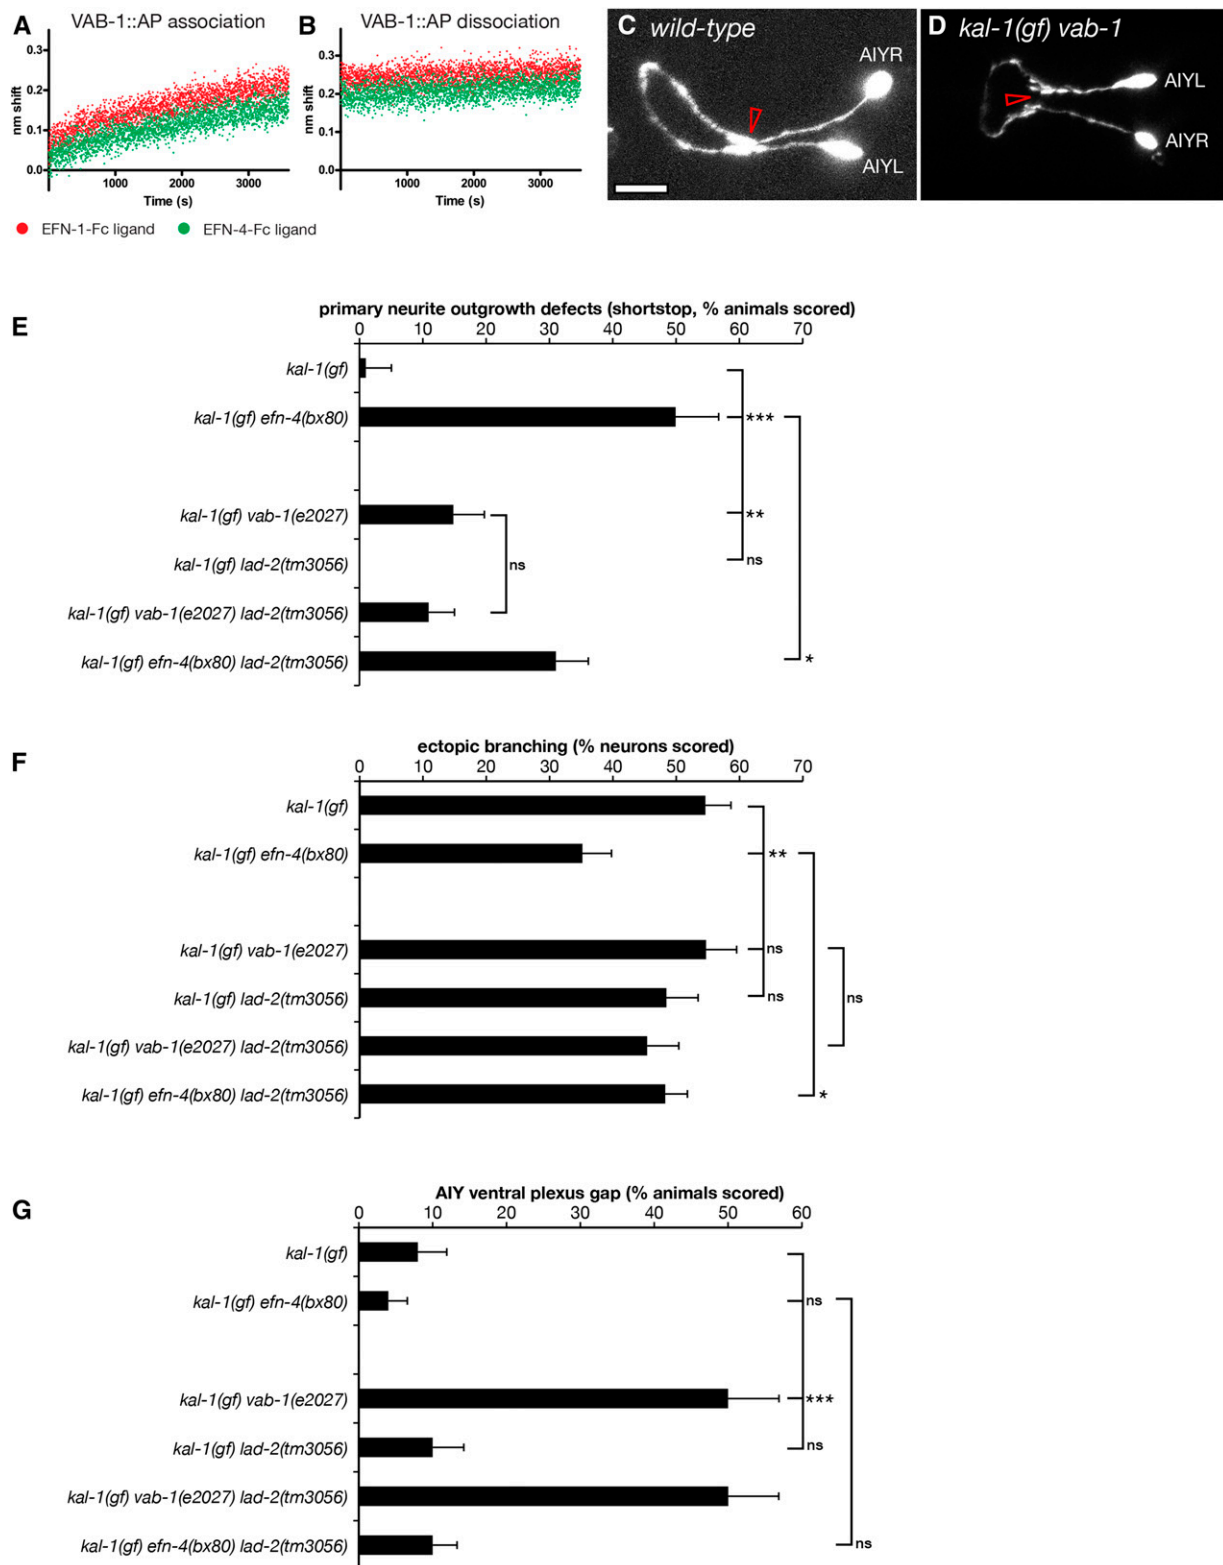 A VAB-1::AP association
nm shift
0.3
0.2
0.1
0.0
1000 2000 3000
Time (s)
B VAB-1::AP dissociation
nm shift
0.3
0.2
0.1
0.0
1000 2000 3000
Time (s)
EFN-1-Fc ligand EFN-4-Fc ligand
C wild-type
AIYR
AIYL
D kal-1(gf) vab-1
AIYL
AIYR
E
primary neurite outgrowth defects (shortstop, % animals scored)
0 10 20 30 40 50 60 70
kal-1(gf)
kal-1(gf) efn-4(bx80)
***
kal-1(gf) vab-1(e2027)
**
kal-1(gf) lad-2(tm3056)
ns
ns
kal-1(gf) vab-1(e2027) lad-2(tm3056)
kal-1(gf) efn-4(bx80) lad-2(tm3056)
*
F
ectopic branching (% neurons scored)
0 10 20 30 40 50 60 70
kal-1(gf)
kal-1(gf) efn-4(bx80)
**
kal-1(gf) vab-1(e2027)
ns
kal-1(gf) lad-2(tm3056)
ns
ns
kal-1(gf) vab-1(e2027) lad-2(tm3056)
kal-1(gf) efn-4(bx80) lad-2(tm3056)
*
G
AIY ventral plexus gap (% animals scored)
0 10 20 30 40 50 60
kal-1(gf)
kal-1(gf) efn-4(bx80)
ns
kal-1(gf) vab-1(e2027)
***
kal-1(gf) lad-2(tm3056)
ns
kal-1(gf) vab-1(e2027) lad-2(tm3056)
kal-1(gf) efn-4(bx80) lad-2(tm3056)
ns